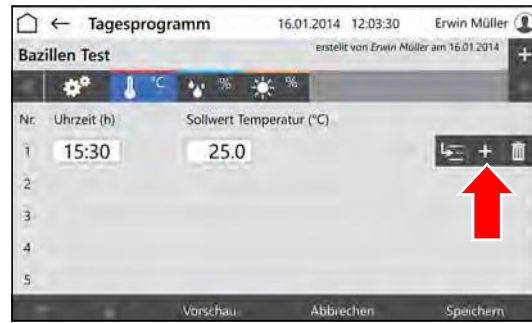 ← Tagesprogramm 16.01.2014 12:03:30 Erwin Müller
Bazillen Test erstellt von Erwin Müller am 16.01.2014 +
°C % %
Nr. Uhrzeit (h) Sollwert Temperatur (°C)
1 15:30 25.0 +
2
3
4
5
Vorschau Abbrechen Speichern